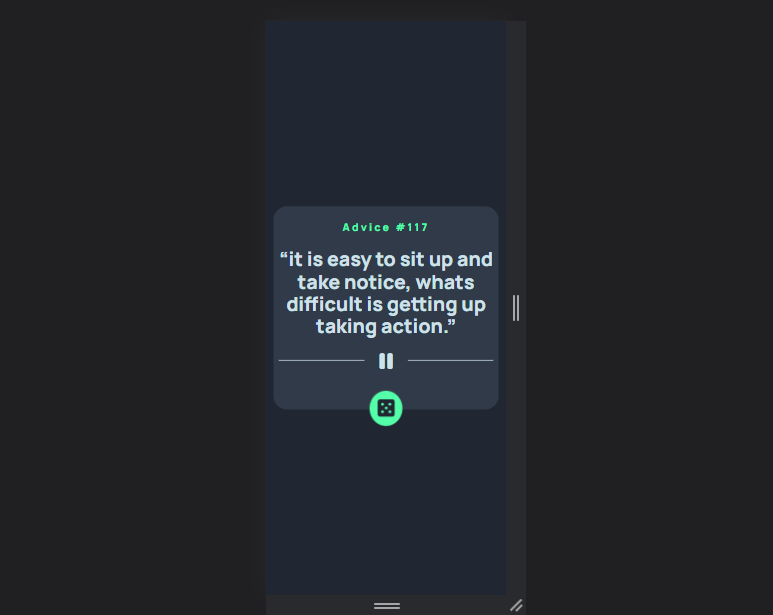 Advice #117
“it is easy to sit up and
take notice, whats
difficult is getting up
taking action.”